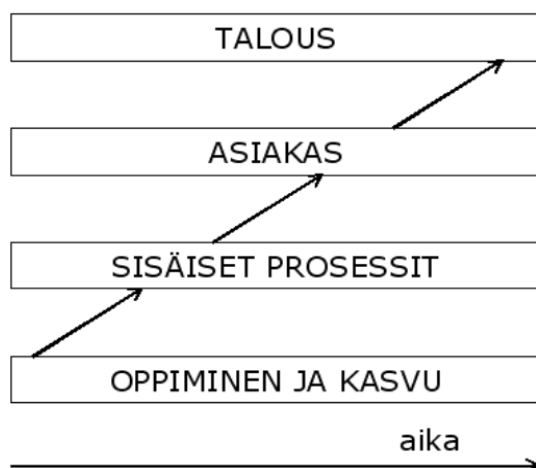 TALOUS
ASIAKAS
SISÄISET PROSESSIT
OPPIMINEN JA KASVU
aika